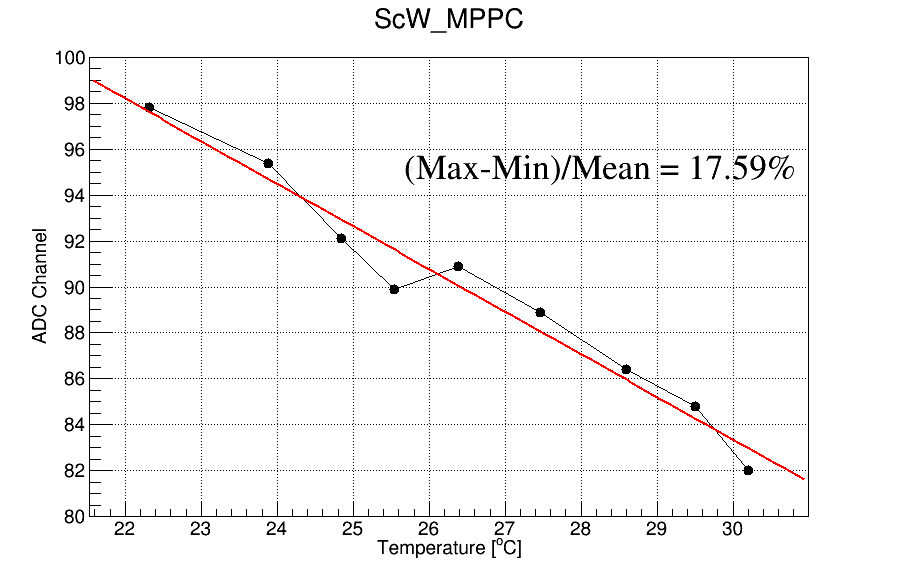 ScW_MPPC
100
98
96
(Max-Min)/Mean = 17.59%
94
92
90
88
86
84
82
80
ADC Channel
22 23 24 25 26 27 28 29 30
Temperature [°C]